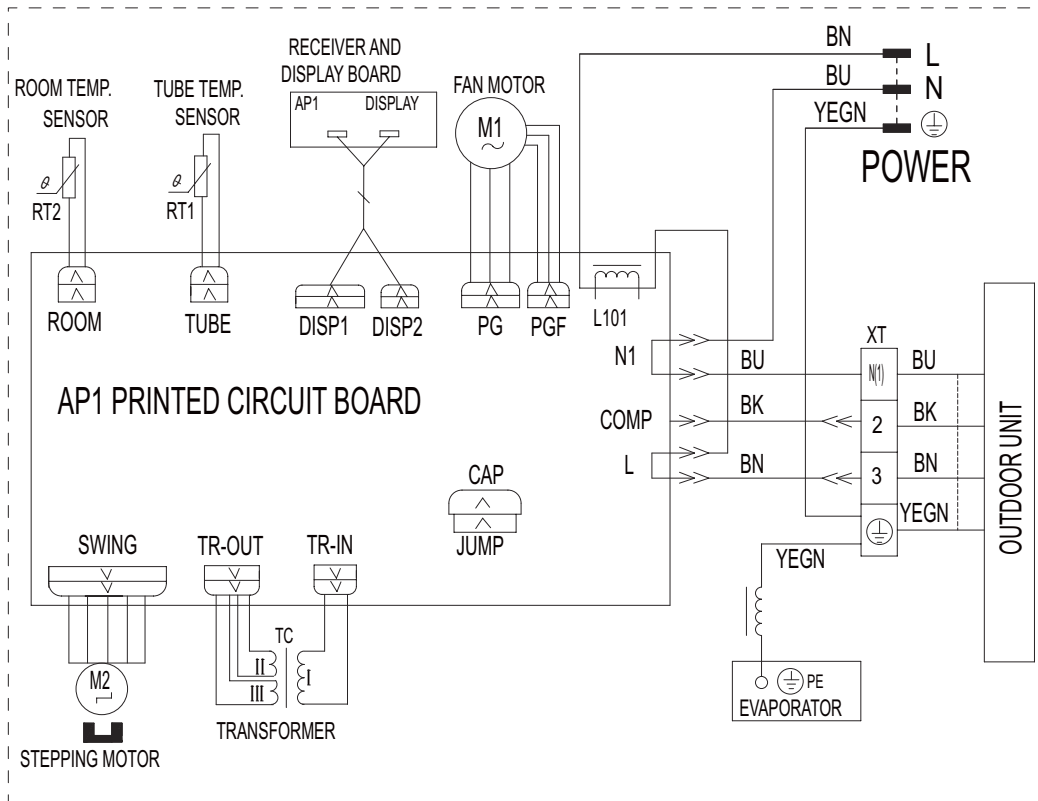 RECEIVER AND
DISPLAY BOARD
AP1 DISPLAY
ROOM TEMP.
SENSOR
RT2
TUBE TEMP.
SENSOR
RT1
FAN MOTOR
M1
BN
L
BU
N
YEGN
POWER
ROOM
TUBE
DISP1
DISP2
PG
PGF
L101
N1
BU
COMP
BK
L
BN
XT
N(1)
2
3
BU
BK
BN
YEGN
OUTDOOR UNIT
AP1 PRINTED CIRCUIT BOARD
CAP
JUMP
SWING
TR-OUT
TR-IN
YEGN
M2
STEPPING MOTOR
TC
II
III
I
TRANSFORMER
PE
EVAPORATOR